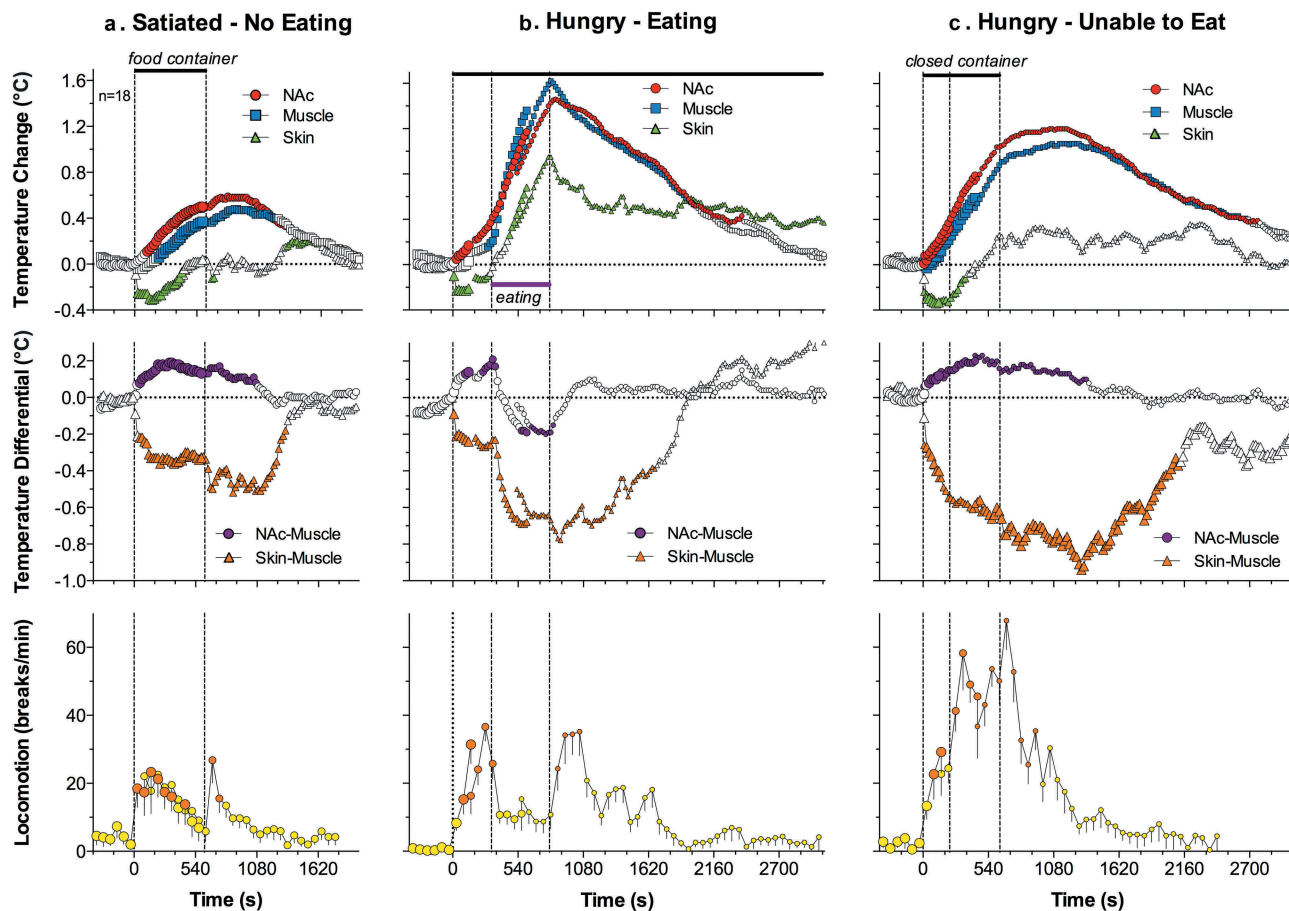 a. Satiated - No Eating
b. Hungry - Eating
c. Hungry - Unable to Eat
food container
closed container
Temperature Change (°C)
1.6
1.2
0.8
0.4
0.0
-0.4
n=18
NAc
Muscle
Skin
NAc
Muscle
Skin
eating
NAc
Muscle
Skin
Temperature Differential (°C)
0.2
0.0
-0.2
-0.4
-0.6
-0.8
-1.0
NAc-Muscle
Skin-Muscle
NAc-Muscle
Skin-Muscle
NAc-Muscle
Skin-Muscle
Locomotion (breaks/min)
60
40
20
0
0 540 1080 1620
0 540 1080 1620 2160 2700
0 540 1080 1620 2160 2700
Time (s)
Time (s)
Time (s)